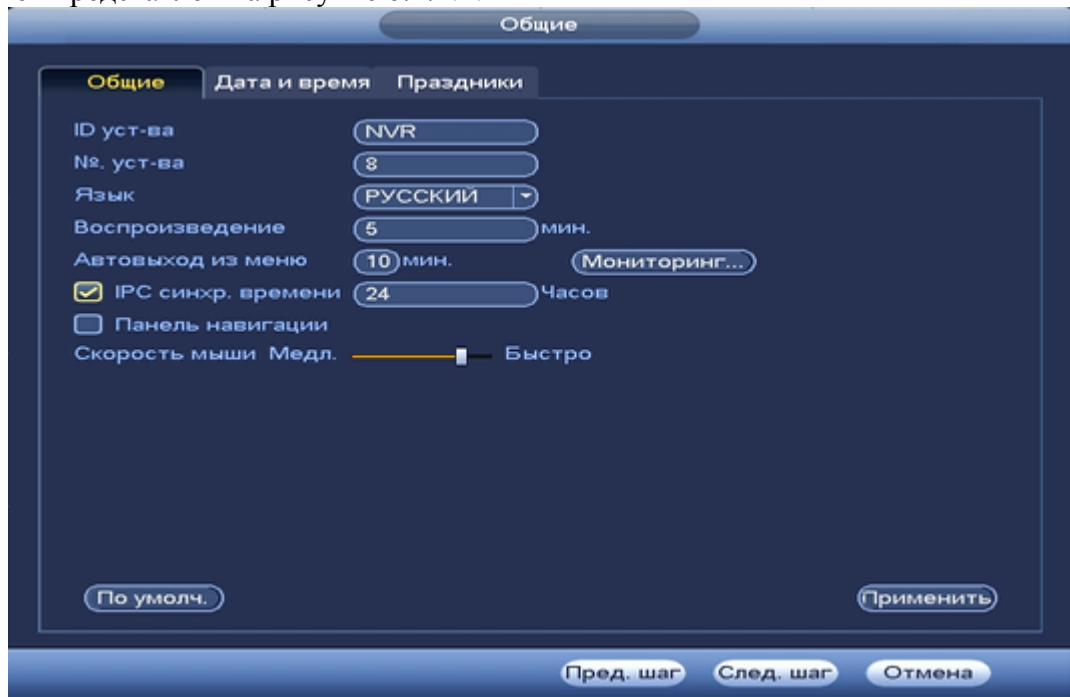 Общие
Общие Дата и время Праздники
ID уст-ва NVR
№. уст-ва 8
Язык РУССКИЙ
Воспроизведение 5 мин.
Автовыход из меню 10 мин. Мониторинг...
IPC синхр. времени 24 Часов
Панель навигации
Скорость мыши Медл. Быстро
По умолч. Применить
Пред. шаг След. шаг Отмена